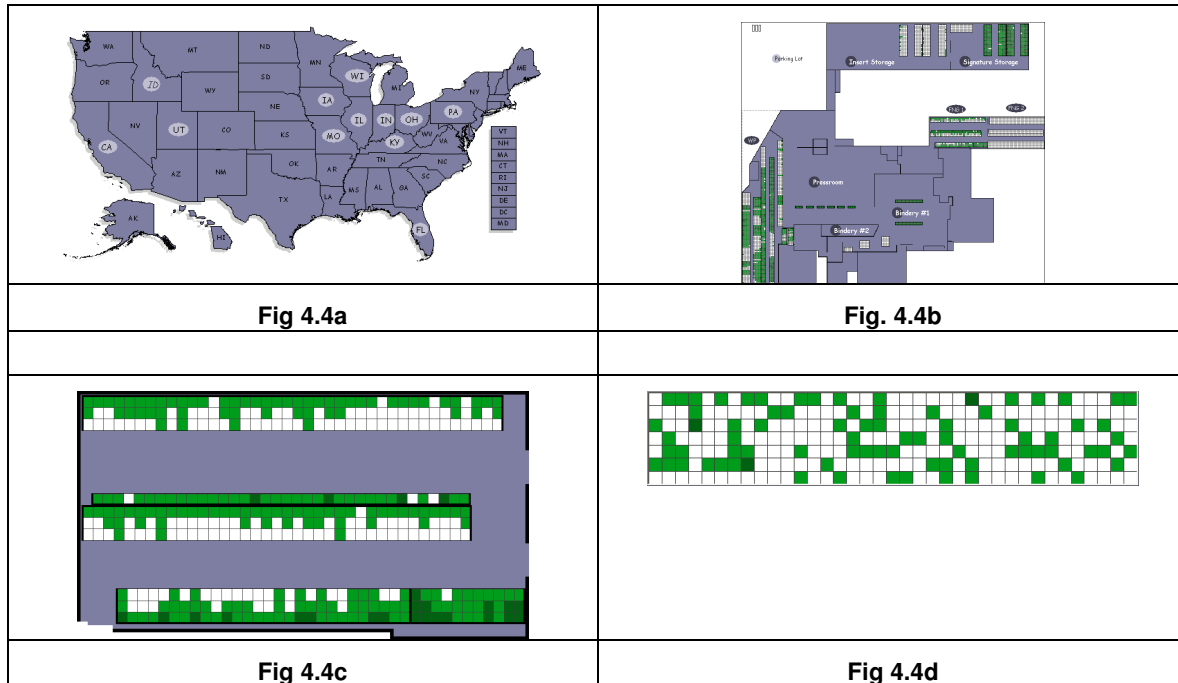 WA
MT
ND
MN
ME
OR
ID
WY
SD
WI
MI
NY
NV
UT
CO
NE
IA
IL
IN
OH
PA
CA
KS
MO
KY
WV
VA
AZ
NM
OK
AR
TN
NC
SC
TX
LA
MS
AL
GA
FL
AK
HI
VT
NH
MA
CT
RI
NJ
DE
DC
MD
Parking Lot
Insert Storage
Signature Storage
Pressroom
Bindery #1
Bindery #2
Fig 4.4a
Fig. 4.4b
Fig 4.4c
Fig 4.4d